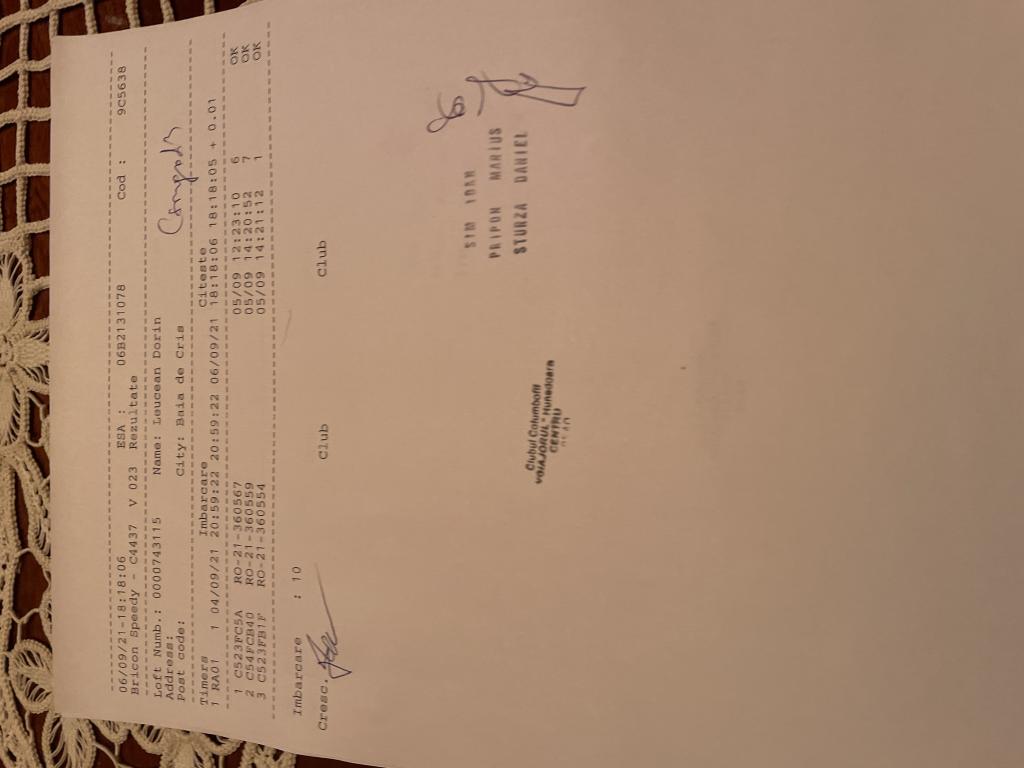 06/09/21-18:18:06 ESA : 06B2131078 Cod : 9C5638
Bricon Speedy - C4437 V 023 Rezultate
Loft Numb.: 0000743115 Name: Leucean Dorin
Address:
Post code: City: Baia de Cris
Timers Imbarcare Citeste
1 RA01 1 04/09/21 20:59:22 20:59:22 06/09/21 18:18:06 18:18:05 + 0.01
1 C523FC5A RO-21-360567 05/09 12:23:10 6 OK
2 C54FCB40 RO-21-360559 05/09 14:20:52 7 OK
3 C523FB1F RO-21-360554 05/09 14:21:12 1 OK
Imbarcare : 10
Cresc. Club Club
SIM IOAN
PRIPON MARIUS
STURZA DANIEL
Clubul Columbofil
VOIAJORUL" Hunedoara
CENTRU